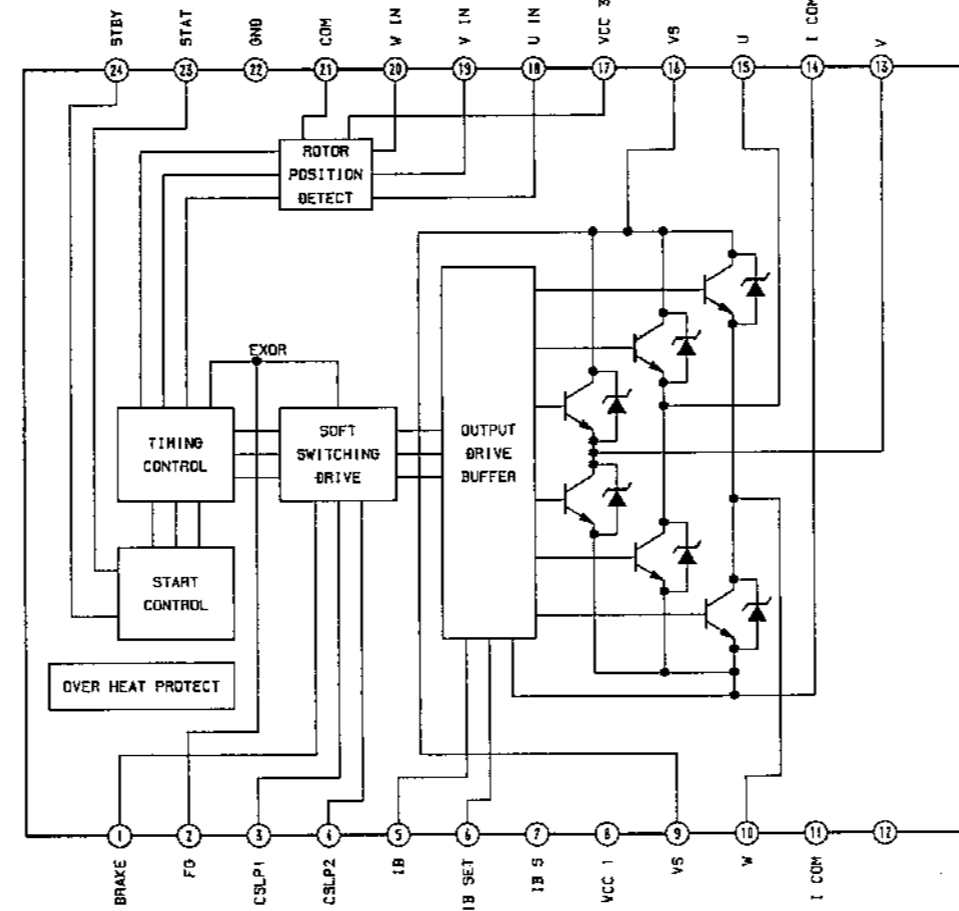 STBY
STAT
GND
COM
W IN
V IN
U IN
VCC 3
VS
U
I COM
V
24
23
22
21
20
19
18
17
16
15
14
13
ROTOR
POSITION
DETECT
EXOR
TIMING
CONTROL
SOFT
SWITCHING
DRIVE
OUTPUT
DRIVE
BUFFER
START
CONTROL
OVER HEAT PROTECT
1
2
3
4
5
6
7
8
9
10
11
12
BRAKE
FG
CSLP1
CSLP2
IB
IB SET
IB S
VCC 1
VS
W
I COM